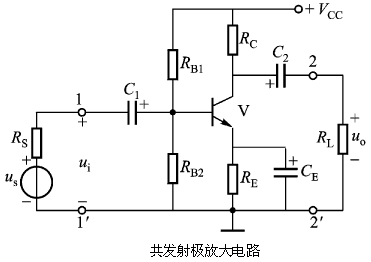 + V_CC
R_C
C_2
2
R_B1
+
1
C_1
+
V
R_S
+
+
u_i
R_B2
R_E
+
C_E
R_L
+
u_o
−
u_s
−
−
1′
2′
共发射极放大电路